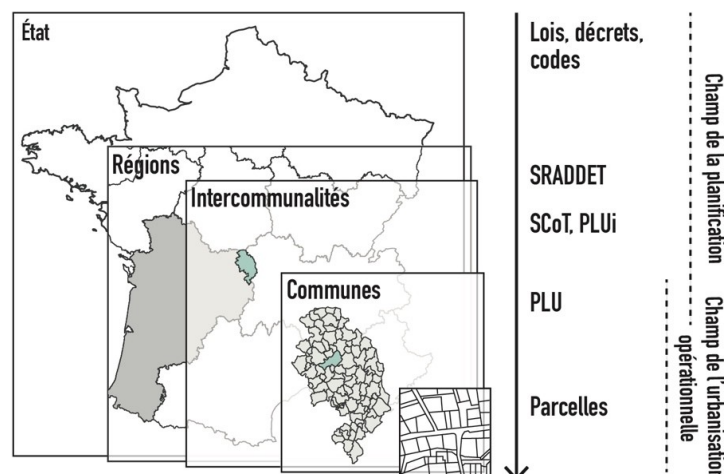 État
Régions
Intercommunalités
Communes
Lois, décrets,
codes
SRADDET
SCoT, PLUi
PLU
Parcelles
Champ de la planification
Champ de l'urbanisati
opérationnelle